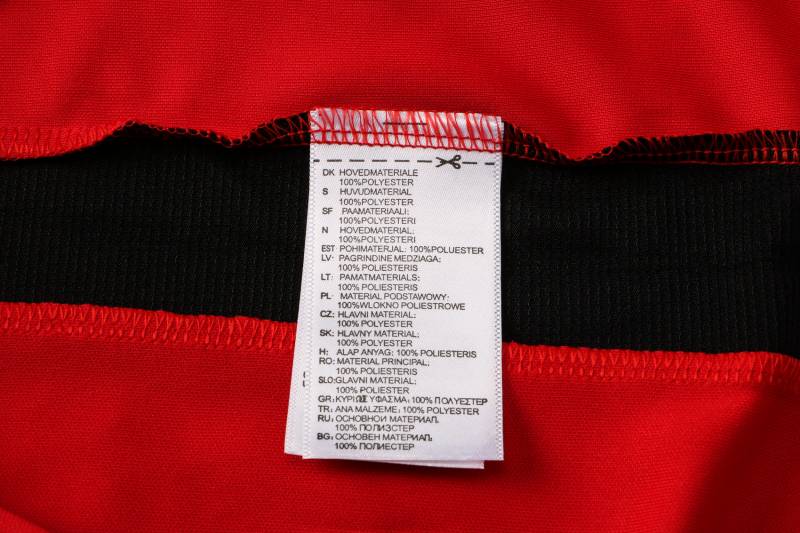 DK HOVEDMATERIALE
100%POLYESTER
S HUVUDMATERIAL
100%POLYESTER
SF PAAMATERIAALI:
100%POLYESTERI
N HOVEDMATERIAL:
100%POLYESTERI
EST: POHIMATERJAL: 100%POLUESTER
LV: PAGRINDINE MEDZIAGA:
100% POLIESTERIS
LT: PAMATMATERIALS:
100% POLIESTERIS
PL: MATERIAL PODSTAWOWY:
100%WLOKNO POLIESTROWE
CZ: HLAVNI MATERIAL:
100% POLYESTER
SK: HLAVNY MATERIAL:
100% POLYESTER
H: ALAP ANYAG: 100% POLIESTERIS
RO: MATERIAL PRINCIPAL:
100% POLIESTERIS
SLO:GLAVNI MATERIAL:
100% POLIESTER
GR: ΚΥΡΙΩΣ ΥΦΑΣΜΑ: 100% ΠΟΛΥΕΣΤΕΡ
TR: ANA MALZEME: 100% POLYESTER
RU: ОСНОВНОИ МАТЕРИАЛ.
100% ПОЛИЭСТЕР
BG: ОСНОВЕН МАТЕРИАЛ:
100% ПОЛИЕСТЕР